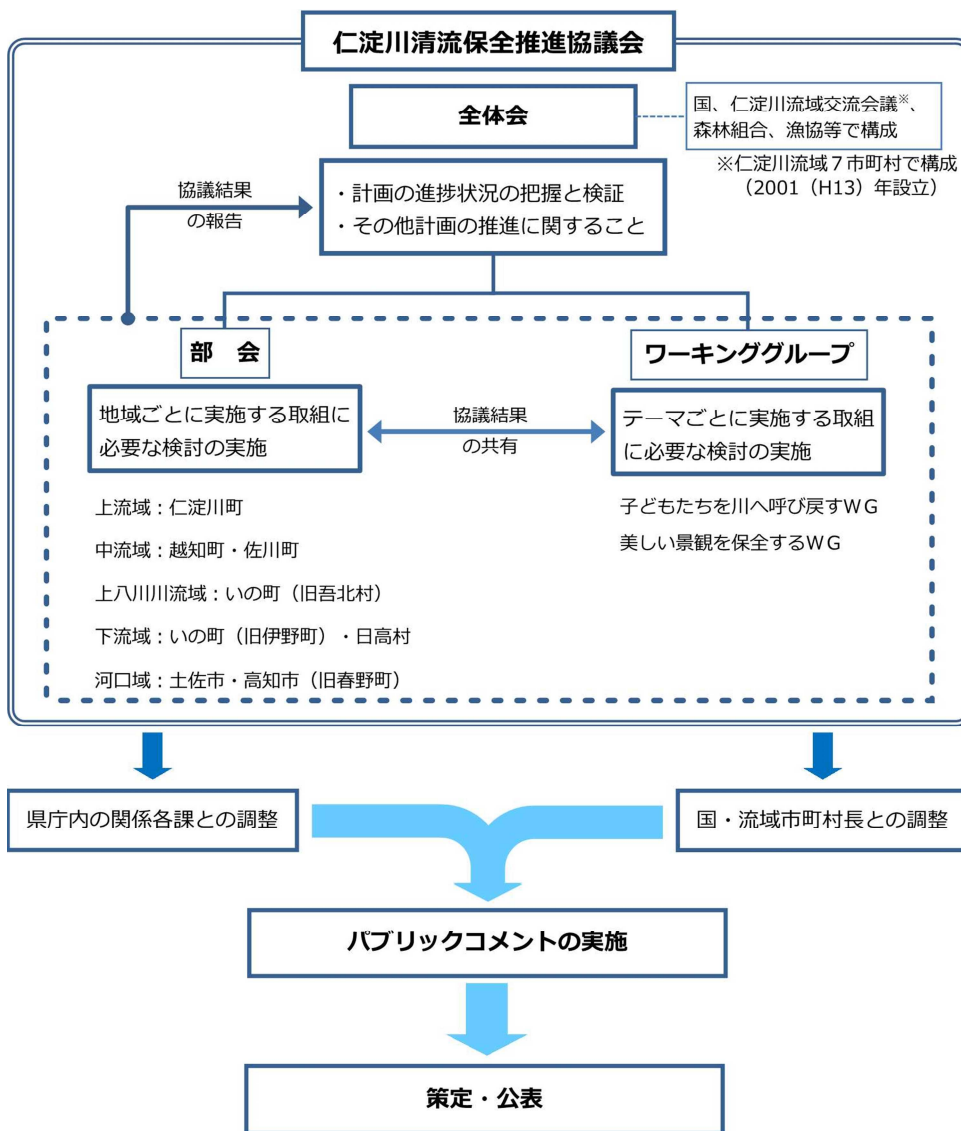 仁淀川清流保全推進協議会
全体会
国、仁淀川流域交流会議※、
森林組合、漁協等で構成
※仁淀川流域７市町村で構成
（2001（H13）年設立）
協議結果
の報告
・計画の進捗状況の把握と検証
・その他計画の推進に関すること
部　会
ワーキンググループ
地域ごとに実施する取組に
必要な検討の実施
協議結果
の共有
テーマごとに実施する取組
に必要な検討の実施
上流域：仁淀川町
中流域：越知町・佐川町
上八川川流域：いの町（旧吾北村）
下流域：いの町（旧伊野町）・日高村
河口域：土佐市・高知市（旧春野町）
子どもたちを川へ呼び戻すＷＧ
美しい景観を保全するＷＧ
県庁内の関係各課との調整
国・流域市町村長との調整
パブリックコメントの実施
策定・公表